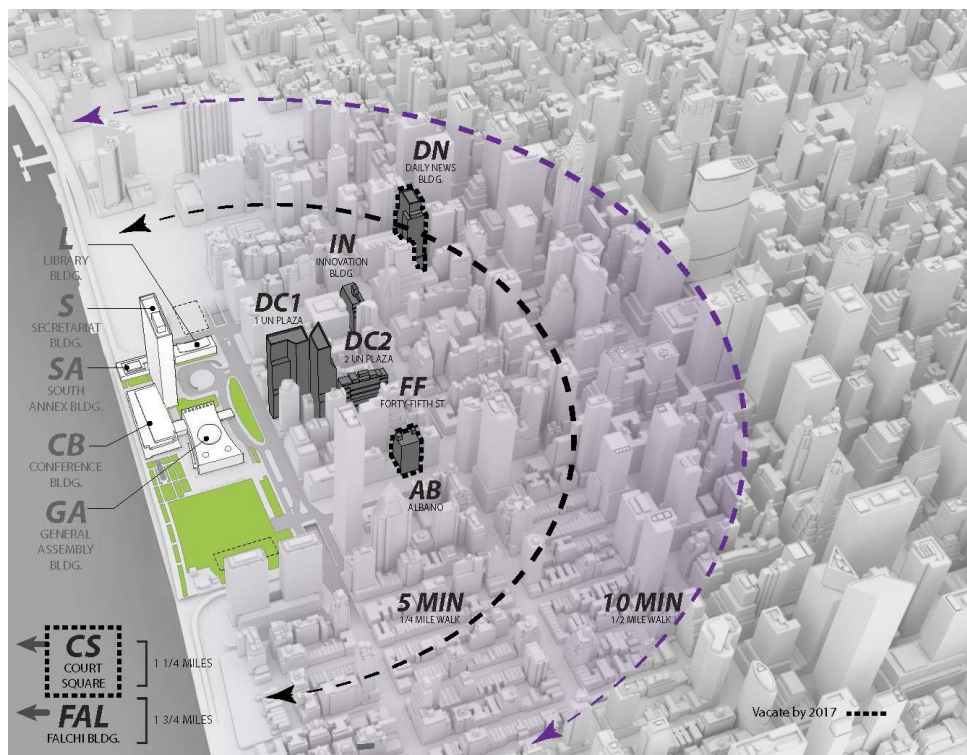 DN
DAILY NEWS
BLDG.
IN
INNOVATION
BLDG.
L
LIBRARY
BLDG.
S
SECRETARIAT
BLDG.
SA
SOUTH
ANNEX BLDG.
CB
CONFERENCE
BLDG.
GA
GENERAL
ASSEMBLY
BLDG.
DC1
1 UN PLAZA
DC2
2 UN PLAZA
FF
FORTY-FIFTH ST.
AB
ALBANO
5 MIN
1/4 MILE WALK
10 MIN
1/2 MILE WALK
CS
COURT
SQUARE
1 1/4 MILES
FAL
FALCHI BLDG.
1 3/4 MILES
Vacate by 2017